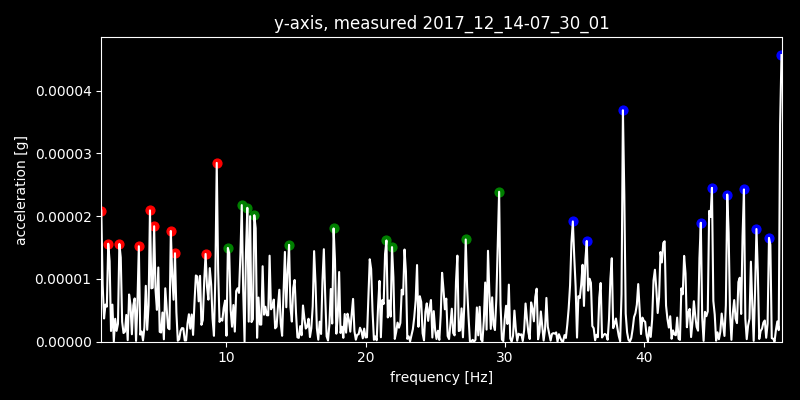 y-axis, measured 2017_12_14-07_30_01
acceleration [g]
0.00004
0.00003
0.00002
0.00001
0.00000
10 20 30 40
frequency [Hz]